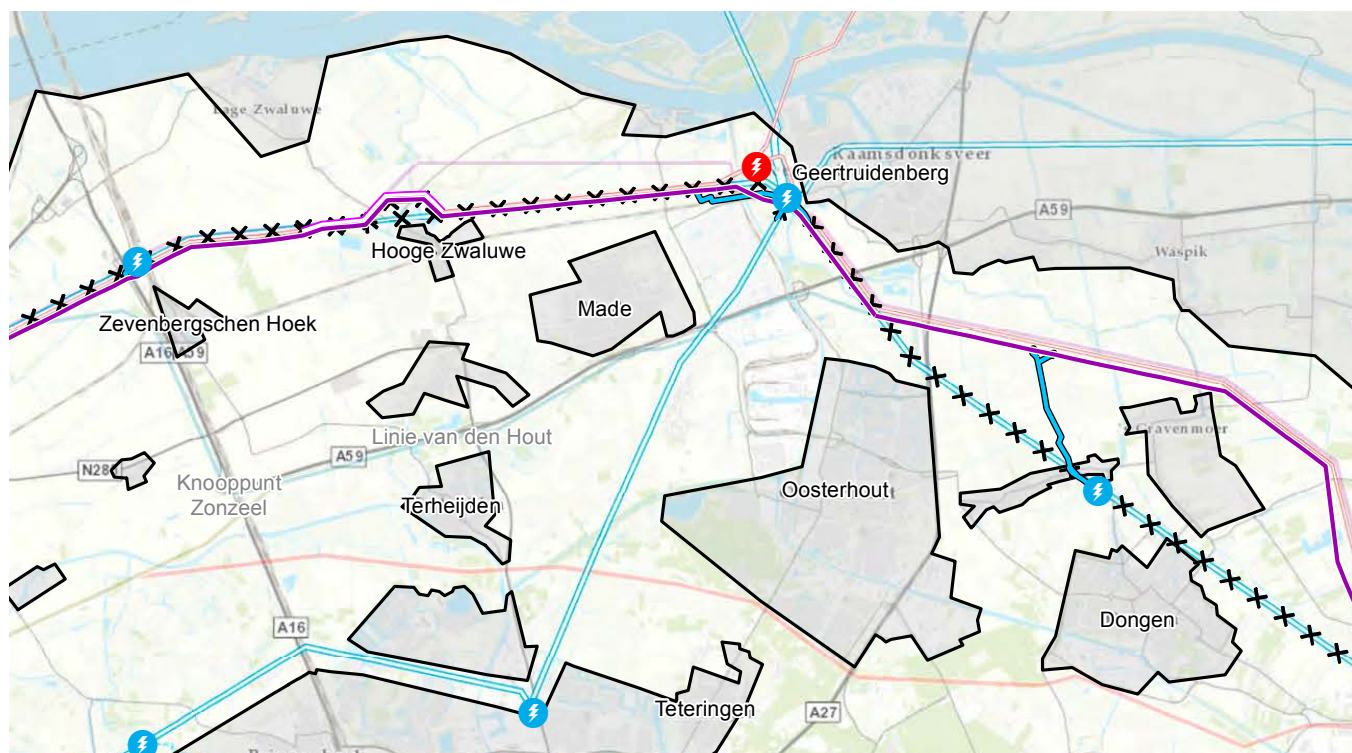 Lage Zwaluwe
Raamsdonksveer
Geertruidenberg
A59
Waspik
Hooge Zwaluwe
Made
Zevenbergschen Hoek
A16
A59
's Gravenmoer
Linie van den Hout
A59
N28
Knooppunt
Zonzeel
Terheijden
Oosterhout
A16
Dongen
Teteringen
A27